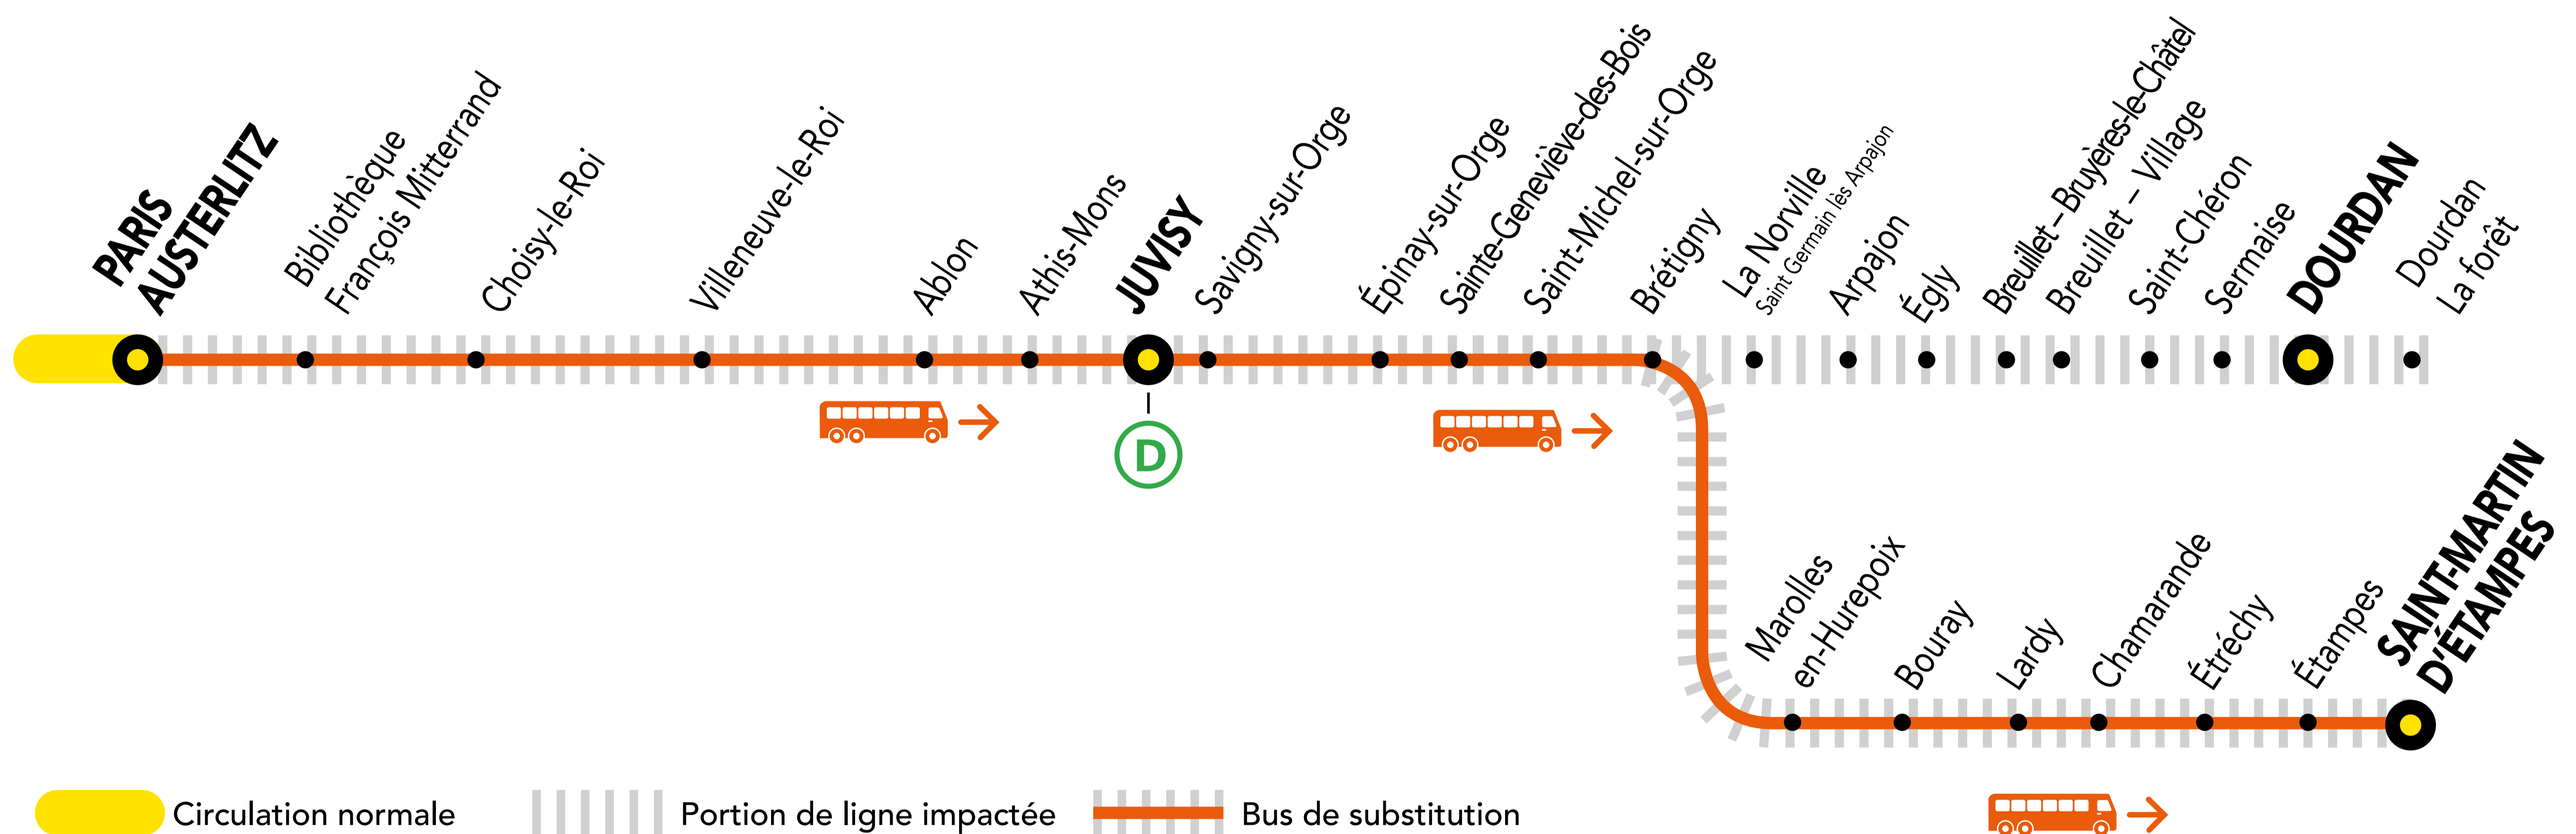 PARIS
AUSTERLITZ
Bibliothèque
François Mitterrand
Choisy-le-Roi
Villeneuve-le-Roi
Ablon
Athis-Mons
JUVISY
Savigny-sur-Orge
Épinay-sur-Orge
Sainte-Geneviève-des-Bois
Saint-Michel-sur-Orge
Brétigny
La Norville
Saint Germain lès Arpajon
Arpajon
Égly
Breuillet – Bruyères-le-Châtel
Breuillet – Village
Saint-Chéron
Sermaise
DOURDAN
Dourdan
La forêt
D
Marolles
en-Hurepoix
Bouray
Lardy
Chamarande
Étréchy
Étampes
SAINT-MARTIN
D'ÉTAMPES
Circulation normale
Portion de ligne impactée
Bus de substitution